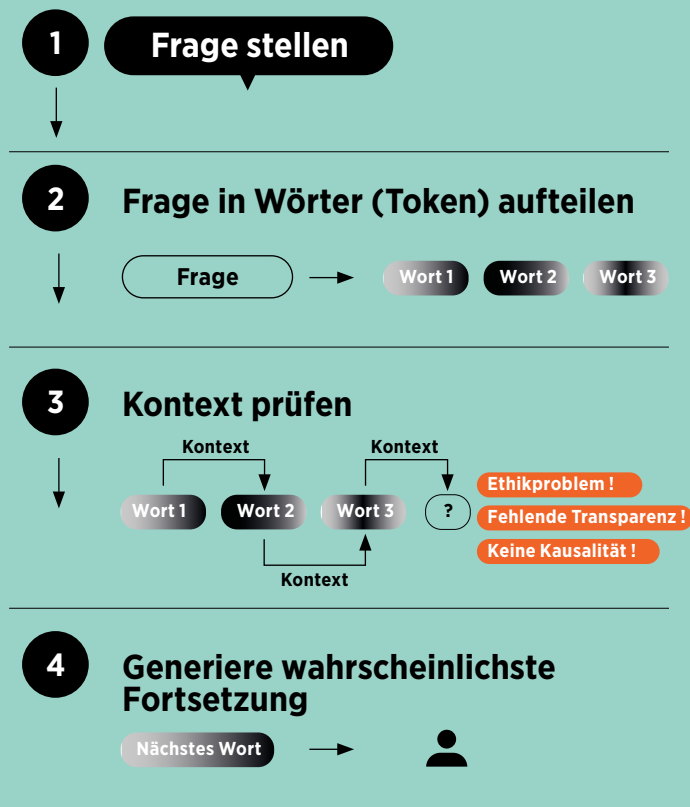 1 Frage stellen
2 Frage in Wörter (Token) aufteilen
Frage Wort 1 Wort 2 Wort 3
3 Kontext prüfen
Kontext Kontext
Wort 1 Wort 2 Wort 3 ?
Kontext
Ethikproblem !
Fehlende Transparenz !
Keine Kausalität !
4 Generiere wahrscheinlichste
Fortsetzung
Nächstes Wort